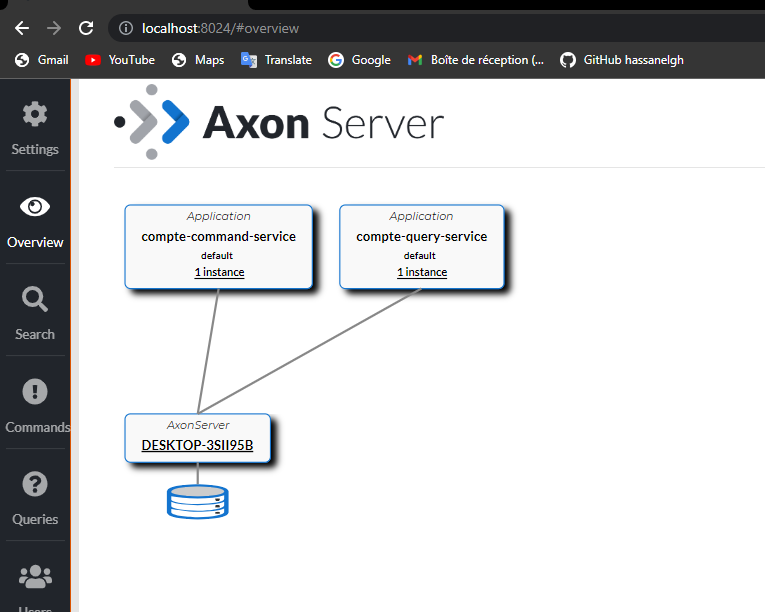 localhost:8024/#overview
Gmail YouTube Maps Translate Google Boîte de réception (... GitHub hassanelgh
Axon Server
Settings
Overview
Search
Commands
Queries
Users
Application
compte-command-service
default
1 instance
Application
compte-query-service
default
1 instance
AxonServer
DESKTOP-3SII95B